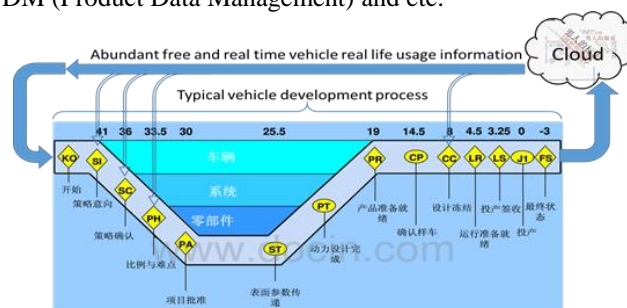 DM (Product Data Management) and etc.
Abundant free and real time vehicle real life usage information
Cloud
Typical vehicle development process
41 36 33.5 30 25.5 19 14.5 8 4.5 3.25 0 -3
车辆
系统
零部件
KO
开始
SI
策略意向
SC
策略确认
PH
比例与难点
PA
项目批准
ST
表面参数传
递
PT
动力设计完
成
PR
产品准备就
绪
CP
确认样车
CC
设计冻结
LR
运行准备就
绪
LS
投产签收
J1
投产
FS
最终状
态